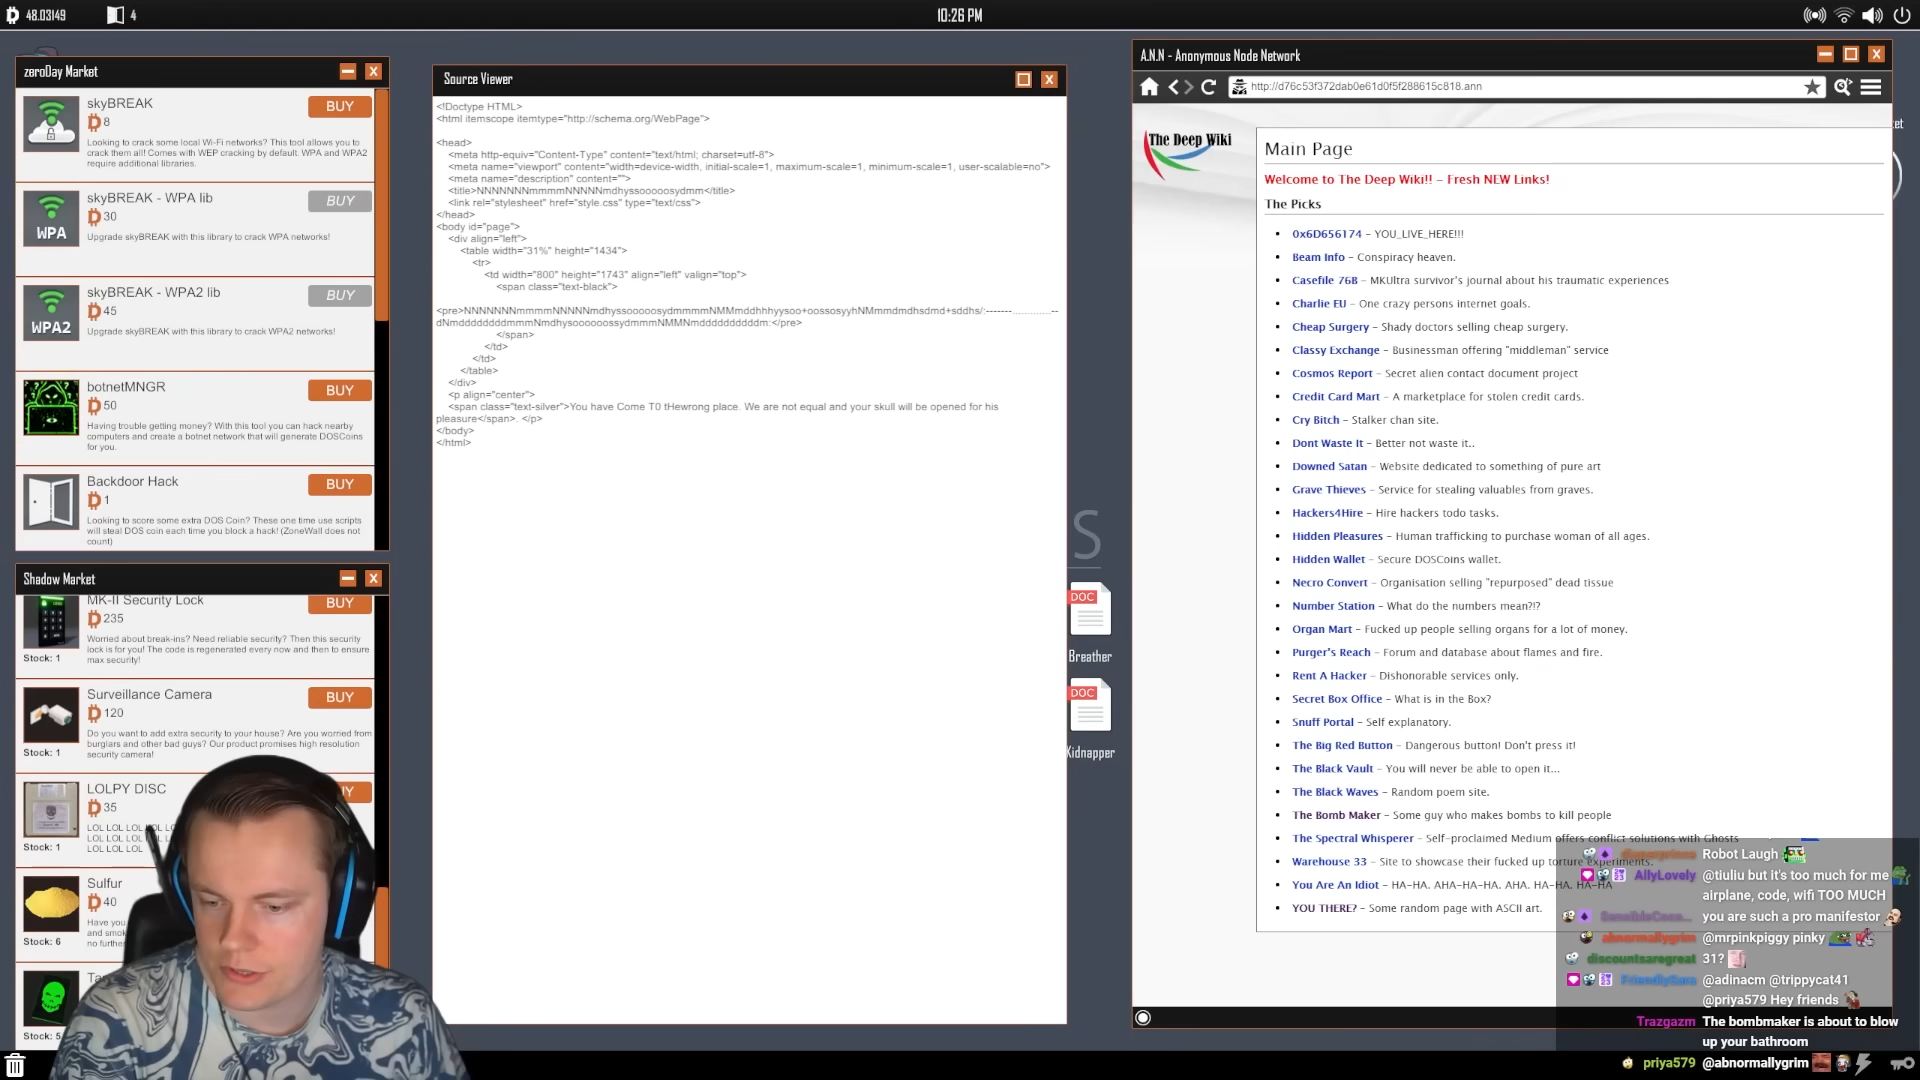 48.03149
4
10:26 PM
zeroDay Market
skyBREAK
8
BUY
Looking to crack some local Wi-Fi networks? This tool allows you to
crack them all! Comes with WEP cracking by default. WPA and WPA2
require additional libraries.
skyBREAK - WPA lib
30
BUY
WPA
Upgrade skyBREAK with this library to crack WPA networks!
skyBREAK - WPA2 lib
45
BUY
WPA2
Upgrade skyBREAK with this library to crack WPA2 networks!
botnetMNGR
50
BUY
Having trouble getting money? With this tool you can hack nearby
computers and create a botnet network that will generate DOSCoins
for you.
Backdoor Hack
1
BUY
Looking to score some extra DOS Coin? These one time use scripts
will steal DOS coin each time you block a hack! (ZoneWall does not
count)
Shadow Market
MK-II Security Lock
235
BUY
Worried about break-ins? Need reliable security? Then this security
lock is for you! The code is regenerated every now and then to ensure
max security!
Stock: 1
Surveillance Camera
120
BUY
Do you want to add extra security to your house? Are you worried from
burglars and other bad guys? Our product promises high resolution
security camera!
Stock: 1
LOLPY DISC
35
LOL LOL LOL LOL
LOL LOL LOL
LOL LOL LOL
Stock: 1
Sulfur
40
Have you
and smok
no further
Stock: 6
Stock: 5
Source Viewer
<!Doctype HTML>
<html itemscope itemtype="http://schema.org/WebPage">
<head>
<meta http-equiv="Content-Type" content="text/html; charset=utf-8">
<meta name="viewport" content="width=device-width, initial-scale=1, maximum-scale=1, minimum-scale=1, user-scalable=no">
<meta name="description" content="">
<title>NNNNNNNmmmmNNNNNmdhyssooooosydmm</title>
<link rel="stylesheet" href="style.css" type="text/css">
</head>
<body id="page">
<div align="left">
<table width="31%" height="1434">
<tr>
<td width="800" height="1743" align="left" valign="top">
<span class="text-black">
<pre>NNNNNNNmmmmNNNNNmdhyssooooosydmmmmNMMmddhhhyysoo+oossosyyhNMmmdmdhsdmd+sddhs/:-------.............--
dNmdddddddmmmNmdhysoooooossydmmmNMMNmddddddddddm:</pre>
</span>
</td>
</td>
</table>
</div>
<p align="center">
<span class="text-silver">You have Come T0 tHewrong place. We are not equal and your skull will be opened for his
pleasure</span>. </p>
</body>
</html>
S
DOC
Breather
DOC
Kidnapper
A.N.N - Anonymous Node Network
http://d76c53f372dab0e61d0f5f288615c818.ann
The Deep Wiki
Main Page
Welcome to The Deep Wiki!! - Fresh NEW Links!
The Picks
0x6D656174 - YOU_LIVE_HERE!!!
Beam Info - Conspiracy heaven.
Casefile 76B - MKUltra survivor's journal about his traumatic experiences
Charlie EU - One crazy persons internet goals.
Cheap Surgery - Shady doctors selling cheap surgery.
Classy Exchange - Businessman offering "middleman" service
Cosmos Report - Secret alien contact document project
Credit Card Mart - A marketplace for stolen credit cards.
Cry Bitch - Stalker chan site.
Dont Waste It - Better not waste it..
Downed Satan - Website dedicated to something of pure art
Grave Thieves - Service for stealing valuables from graves.
Hackers4Hire - Hire hackers todo tasks.
Hidden Pleasures - Human trafficking to purchase woman of all ages.
Hidden Wallet - Secure DOSCoins wallet.
Necro Convert - Organisation selling "repurposed" dead tissue
Number Station - What do the numbers mean?!?
Organ Mart - Fucked up people selling organs for a lot of money.
Purger's Reach - Forum and database about flames and fire.
Rent A Hacker - Dishonorable services only.
Secret Box Office - What is in the Box?
Snuff Portal - Self explanatory.
The Big Red Button - Dangerous button! Don't press it!
The Black Vault - You will never be able to open it...
The Black Waves - Random poem site.
The Bomb Maker - Some guy who makes bombs to kill people
The Spectral Whisperer - Self-proclaimed Medium offers conflict solutions with Ghosts
Warehouse 33 - Site to showcase their fucked up torture experiments.
You Are An Idiot - HA-HA. AHA-HA-HA. AHA. HA-HA. HA-HA
YOU THERE? - Some random page with ASCII art.
Robot Laugh
AllyLovely @tiuliu but it's too much for me
airplane, code, wifi TOO MUCH
you are such a pro manifestor
abnormallygrim @mrpinkpiggy pinky
discountsaregreat 31?
@adinacm @trippycat41
@priya579 Hey friends
Trazgazm The bombmaker is about to blow
up your bathroom
priya579 @abnormallygrim